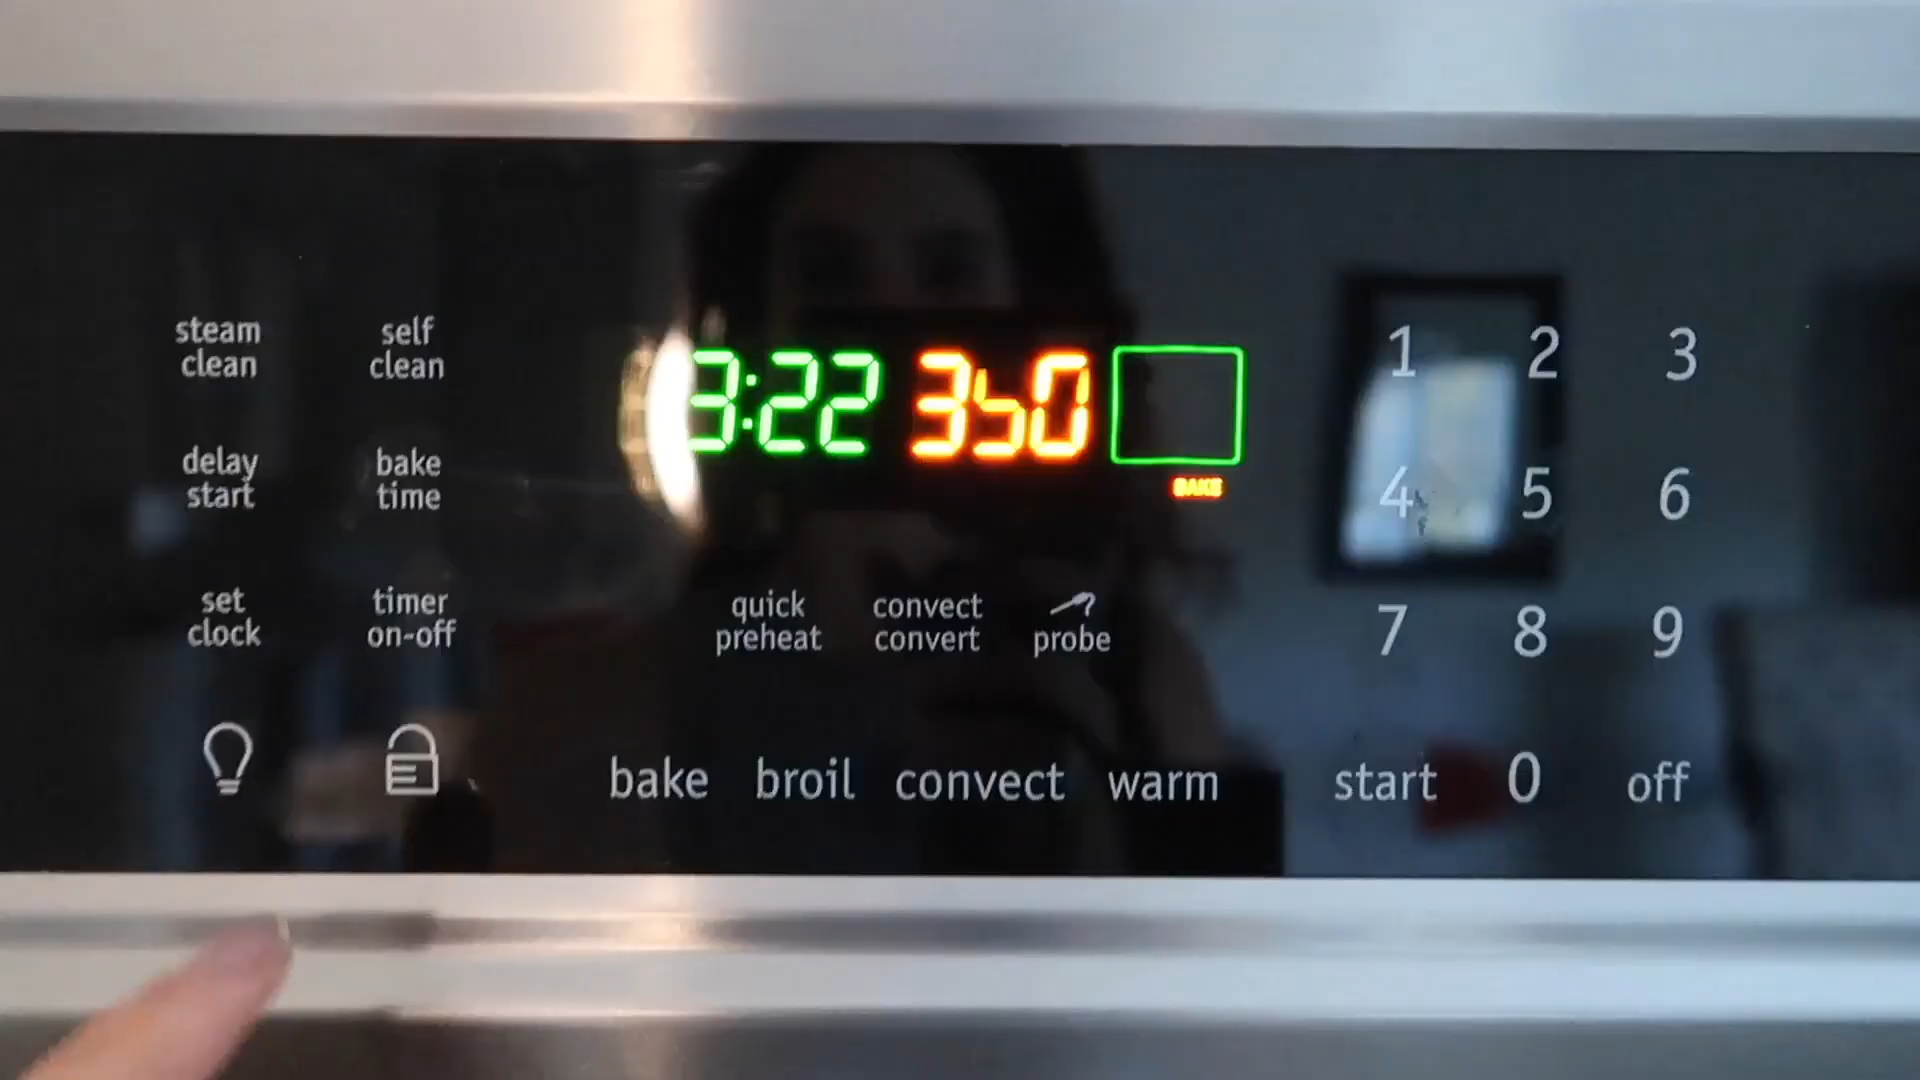 steam
clean
self
clean
3:22 350
BAKE
1 2 3
delay
start
bake
time
4 5 6
set
clock
timer
on-off
quick
preheat
convect
convert
probe
7 8 9
bake broil convect warm
start 0 off